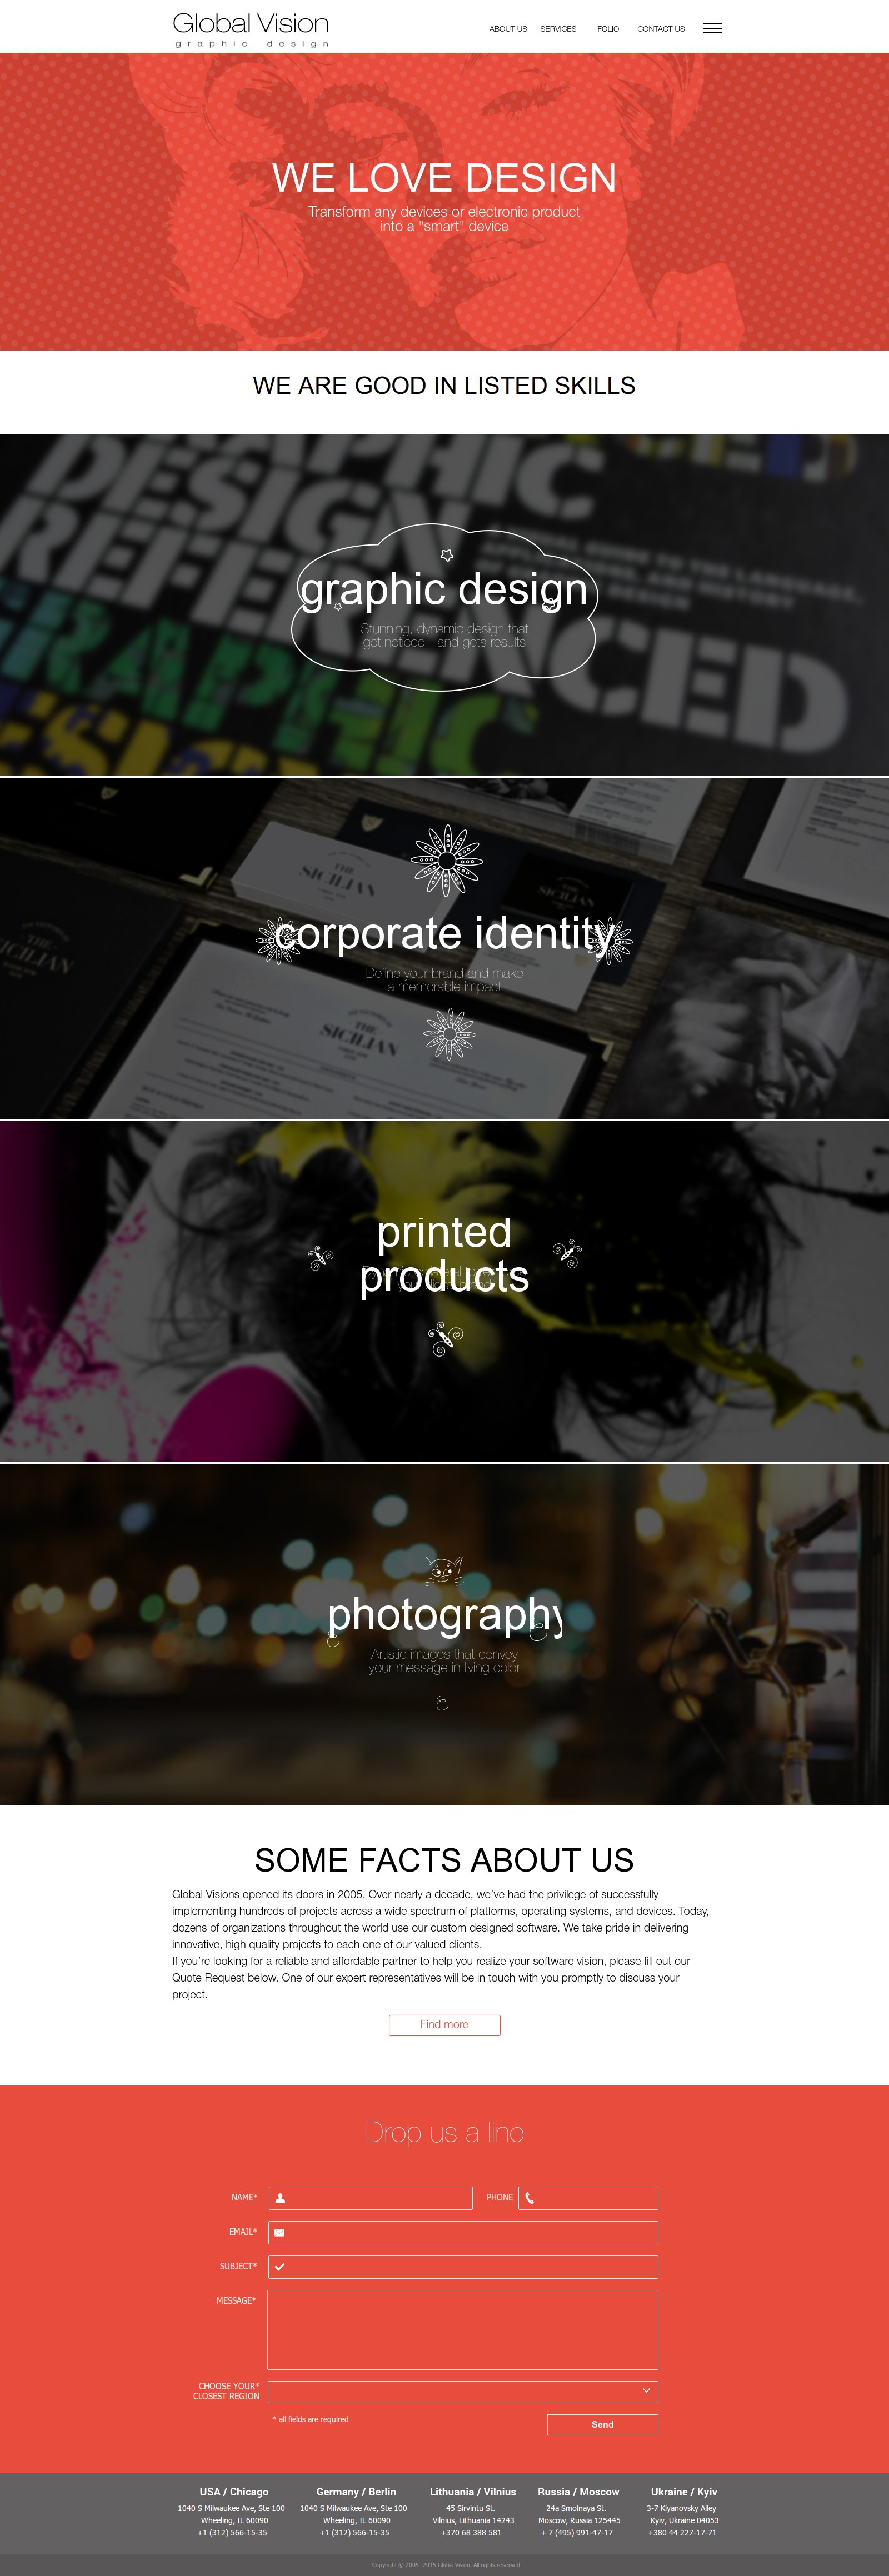 Global Vision
graphic design
ABOUT US SERVICES FOLIO CONTACT US
WE LOVE DESIGN
Transform any devices or electronic product
into a "smart" device
WE ARE GOOD IN LISTED SKILLS
graphic design
Stunning, dynamic design that
get noticed - and gets results
THE
SICILIAN
corporate identity
Define your brand and make
a memorable impact
THE
SICILIAN
printed
products
photography
Artistic images that convey
your message in living color
SOME FACTS ABOUT US
Global Visions opened its doors in 2005. Over nearly a decade, we've had the privilege of successfully
implementing hundreds of projects across a wide spectrum of platforms, operating systems, and devices. Today,
dozens of organizations throughout the world use our custom designed software. We take pride in delivering
innovative, high quality projects to each one of our valued clients.
If you're looking for a reliable and affordable partner to help you realize your software vision, please fill out our
Quote Request below. One of our expert representatives will be in touch with you promptly to discuss your
project.
Find more
Drop us a line
NAME* PHONE
EMAIL*
SUBJECT*
MESSAGE*
CHOOSE YOUR*
CLOSEST REGION
* all fields are required
Send
USA / Chicago Germany / Berlin Lithuania / Vilnius Russia / Moscow Ukraine / Kyiv
1040 S Milwaukee Ave, Ste 100 1040 S Milwaukee Ave, Ste 100 45 Sirvintu St. 24a Smolnaya St. 3-7 Kiyanovsky Alley
Wheeling, IL 60090 Wheeling, IL 60090 Vilnius, Lithuania 14243 Moscow, Russia 125445 Kyiv, Ukraine 04053
+1 (312) 566-15-35 +1 (312) 566-15-35 +370 68 388 581 + 7 (495) 991-47-17 +380 44 227-17-71
Copyright © 2005- 2015 Global Vision. All rights reserved.